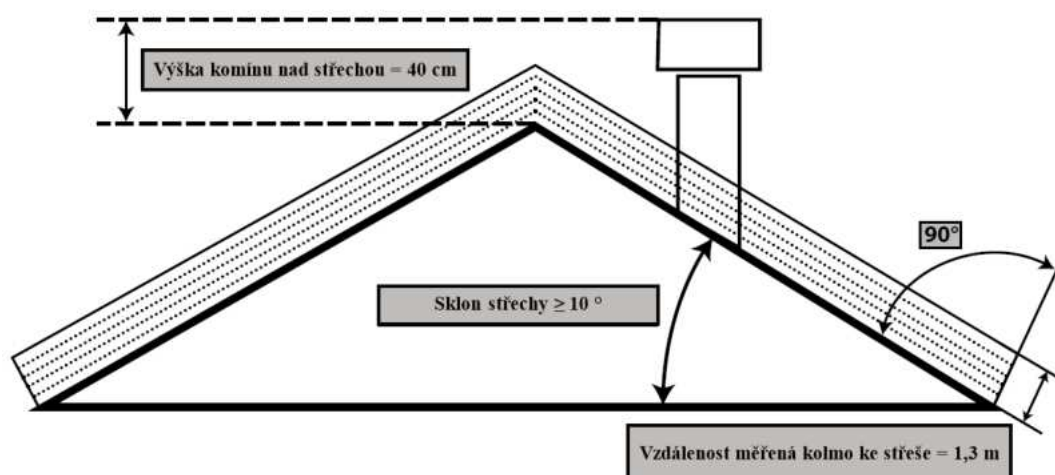 Výška komínu nad střechou = 40 cm
90°
Sklon střechy ≥ 10 °
Vzdálenost měřená kolmo ke střeše = 1,3 m